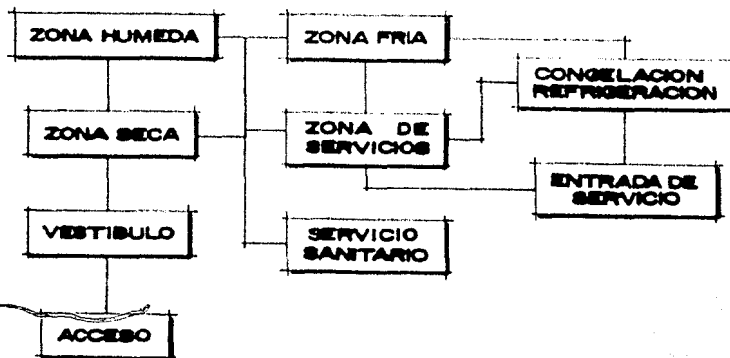 ZONA HUMEDA
ZONA FRIA
CONGELACION
REFRIGERACION
ZONA SECA
ZONA DE
SERVICIOS
ENTRADA DE
SERVICIO
VESTIBULO
SERVICIO
SANITARIO
ACCESO